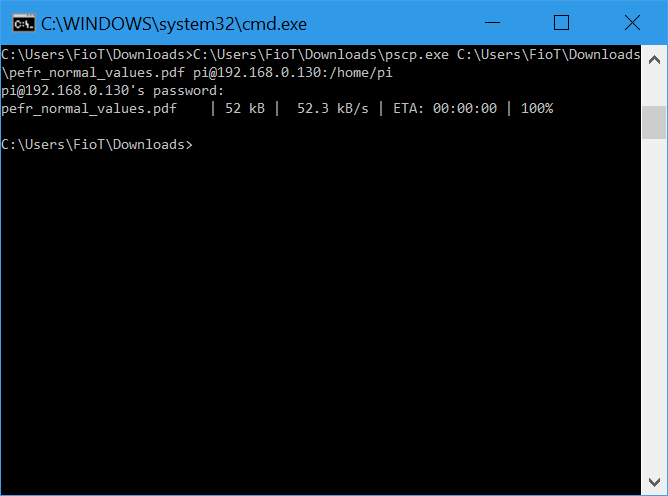 C:\WINDOWS\system32\cmd.exe
C:\Users\FioT\Downloads>C:\Users\FioT\Downloads\pscp.exe C:\Users\FioT\Downloads
\pefr_normal_values.pdf pi@192.168.0.130:/home/pi
pi@192.168.0.130's password:
pefr_normal_values.pdf    | 52 kB |  52.3 kB/s | ETA: 00:00:00 | 100%
C:\Users\FioT\Downloads>